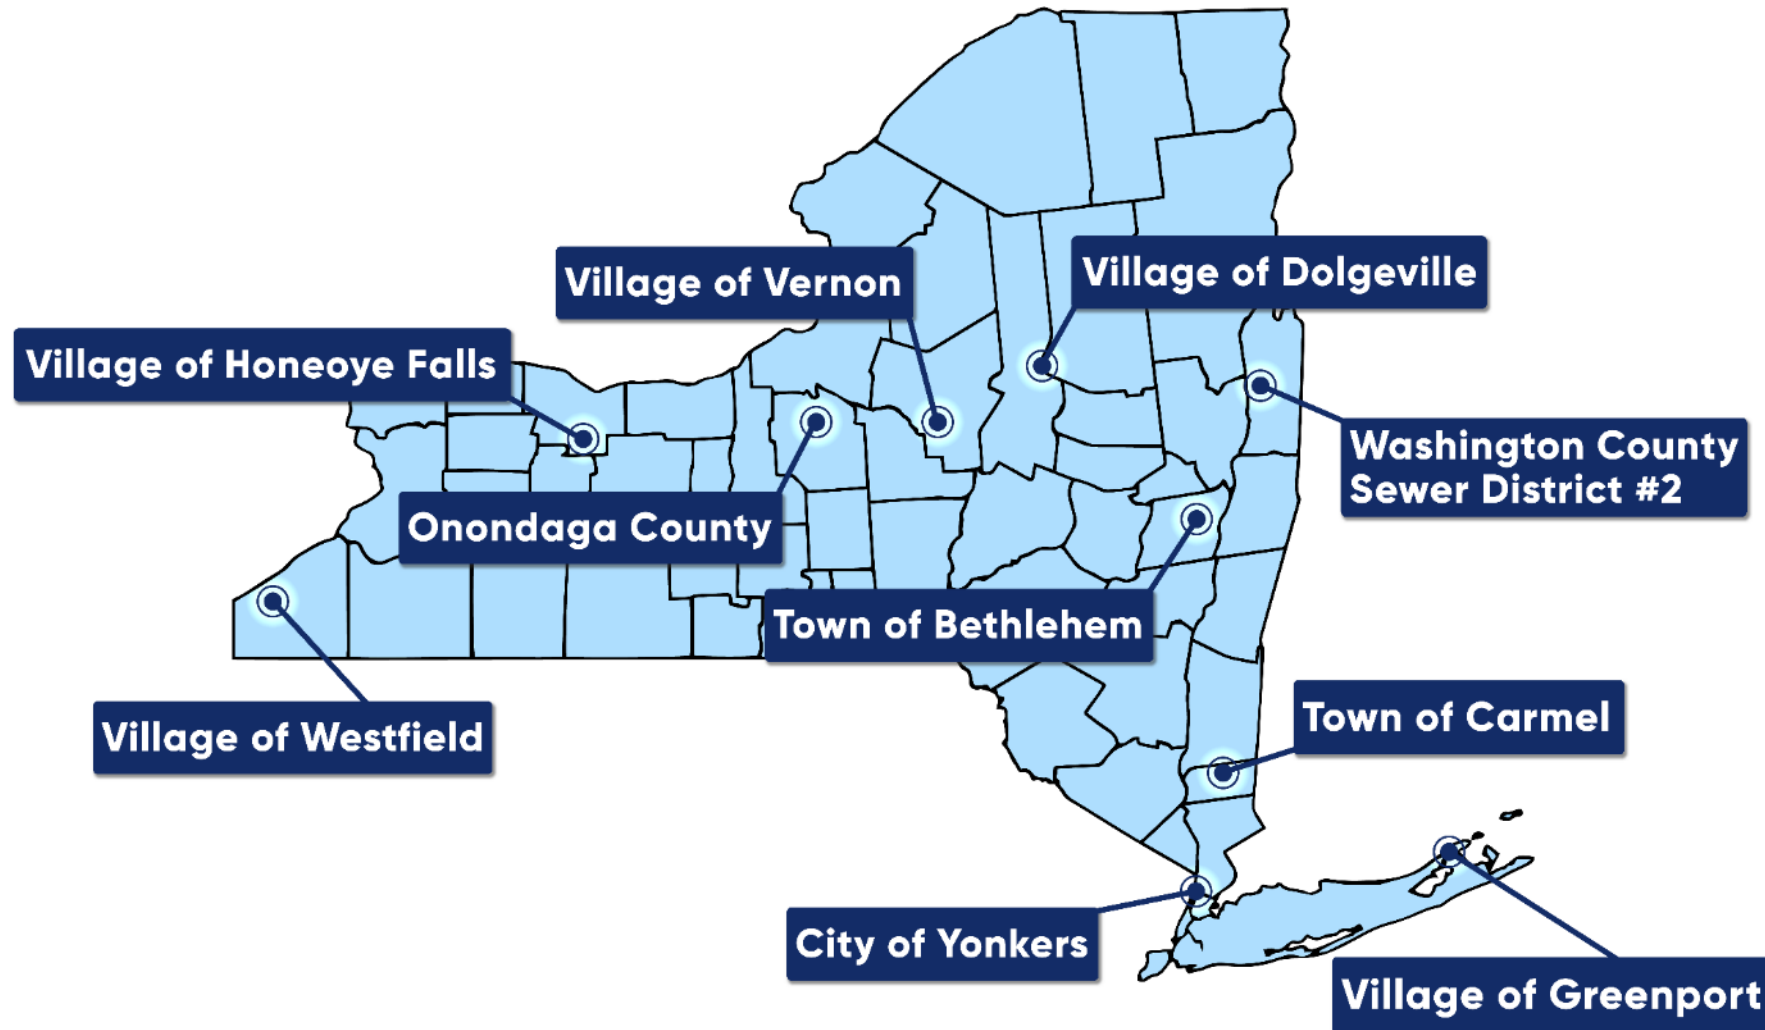 Village of Dolgeville
Village of Vernon
Village of Honeoye Falls
Washington County
Sewer District #2
Onondaga County
Town of Bethlehem
Town of Carmel
Village of Westfield
City of Yonkers
Village of Greenport